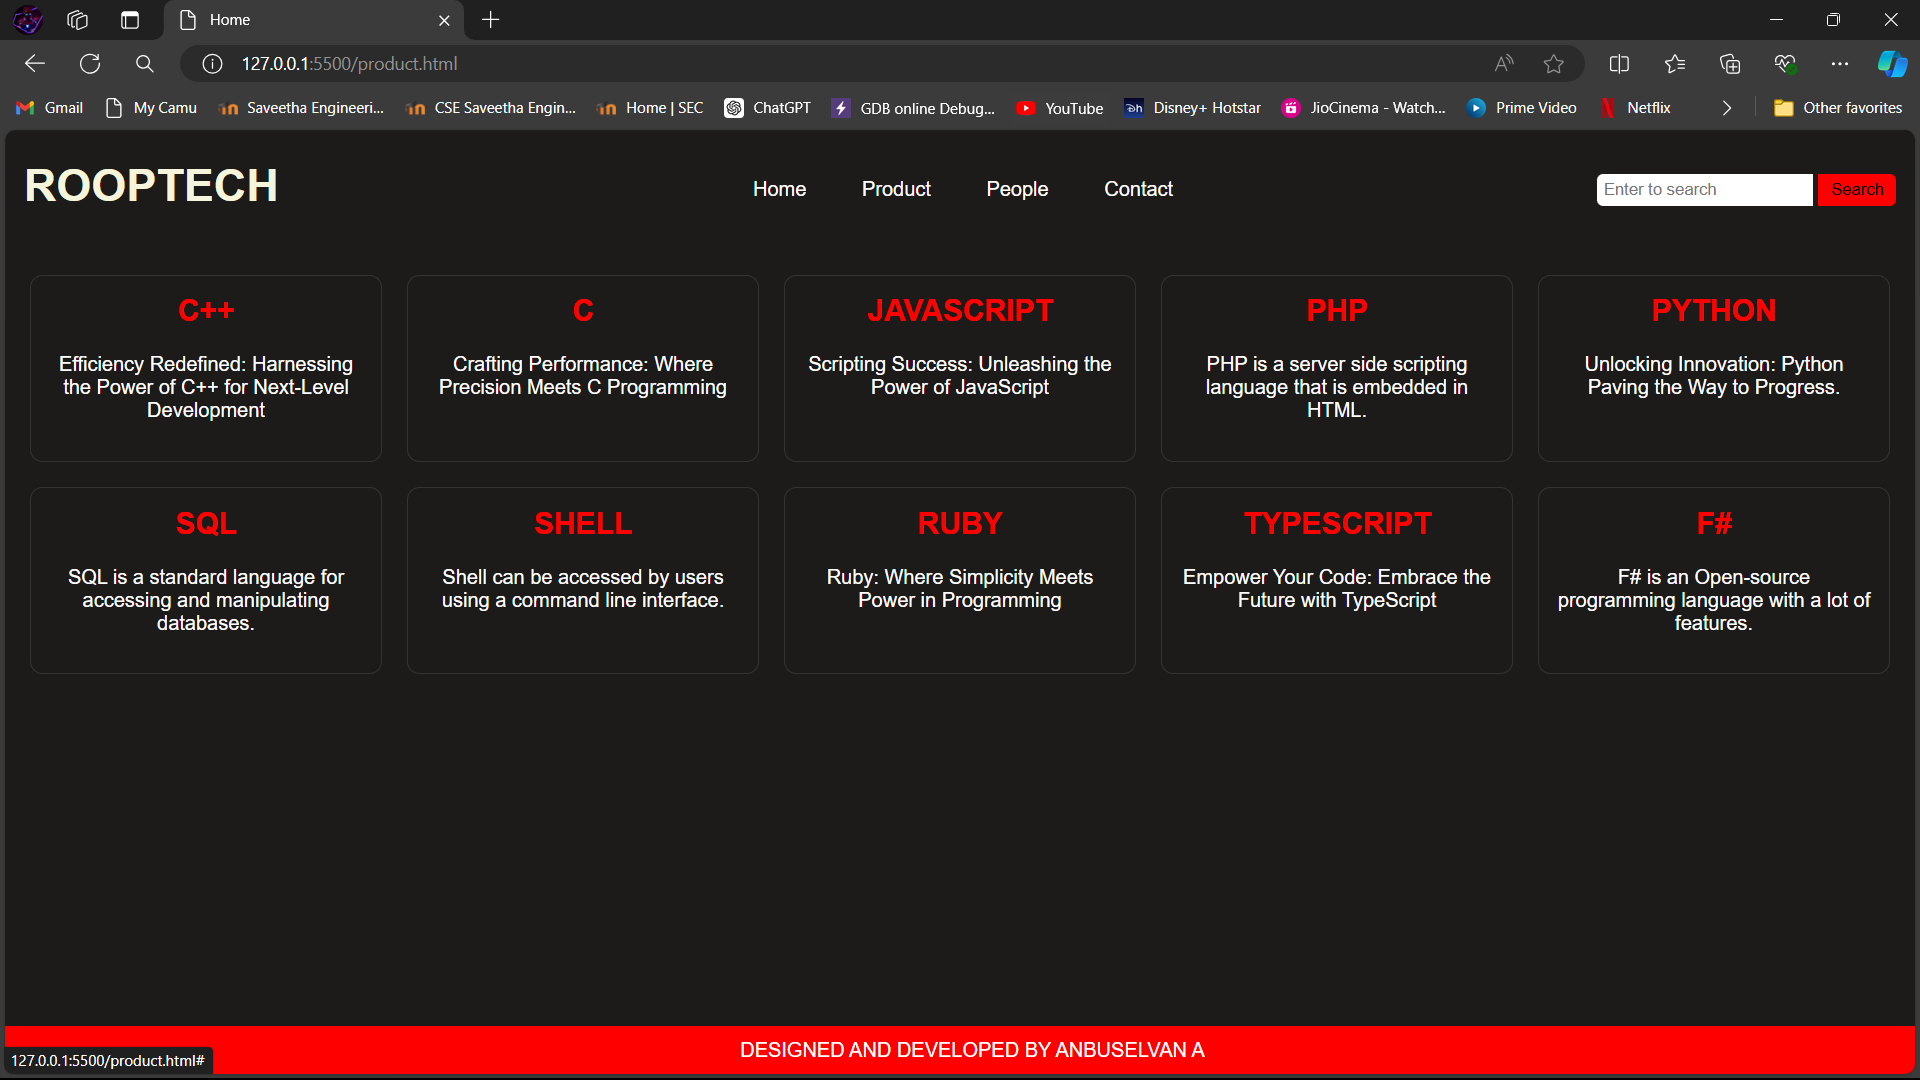 Home
127.0.0.1:5500/product.html
Gmail My Camu Saveetha Engineeri... CSE Saveetha Engin... Home | SEC ChatGPT GDB online Debug... YouTube Disney+ Hotstar JioCinema - Watch... Prime Video Netflix Other favorites
ROOPTECH
Home Product People Contact
Enter to search Search
C++
Efficiency Redefined: Harnessing
the Power of C++ for Next-Level
Development
C
Crafting Performance: Where
Precision Meets C Programming
JAVASCRIPT
Scripting Success: Unleashing the
Power of JavaScript
PHP
PHP is a server side scripting
language that is embedded in
HTML.
PYTHON
Unlocking Innovation: Python
Paving the Way to Progress.
SQL
SQL is a standard language for
accessing and manipulating
databases.
SHELL
Shell can be accessed by users
using a command line interface.
RUBY
Ruby: Where Simplicity Meets
Power in Programming
TYPESCRIPT
Empower Your Code: Embrace the
Future with TypeScript
F#
F# is an Open-source
programming language with a lot of
features.
DESIGNED AND DEVELOPED BY ANBUSELVAN A
127.0.0.1:5500/product.html#